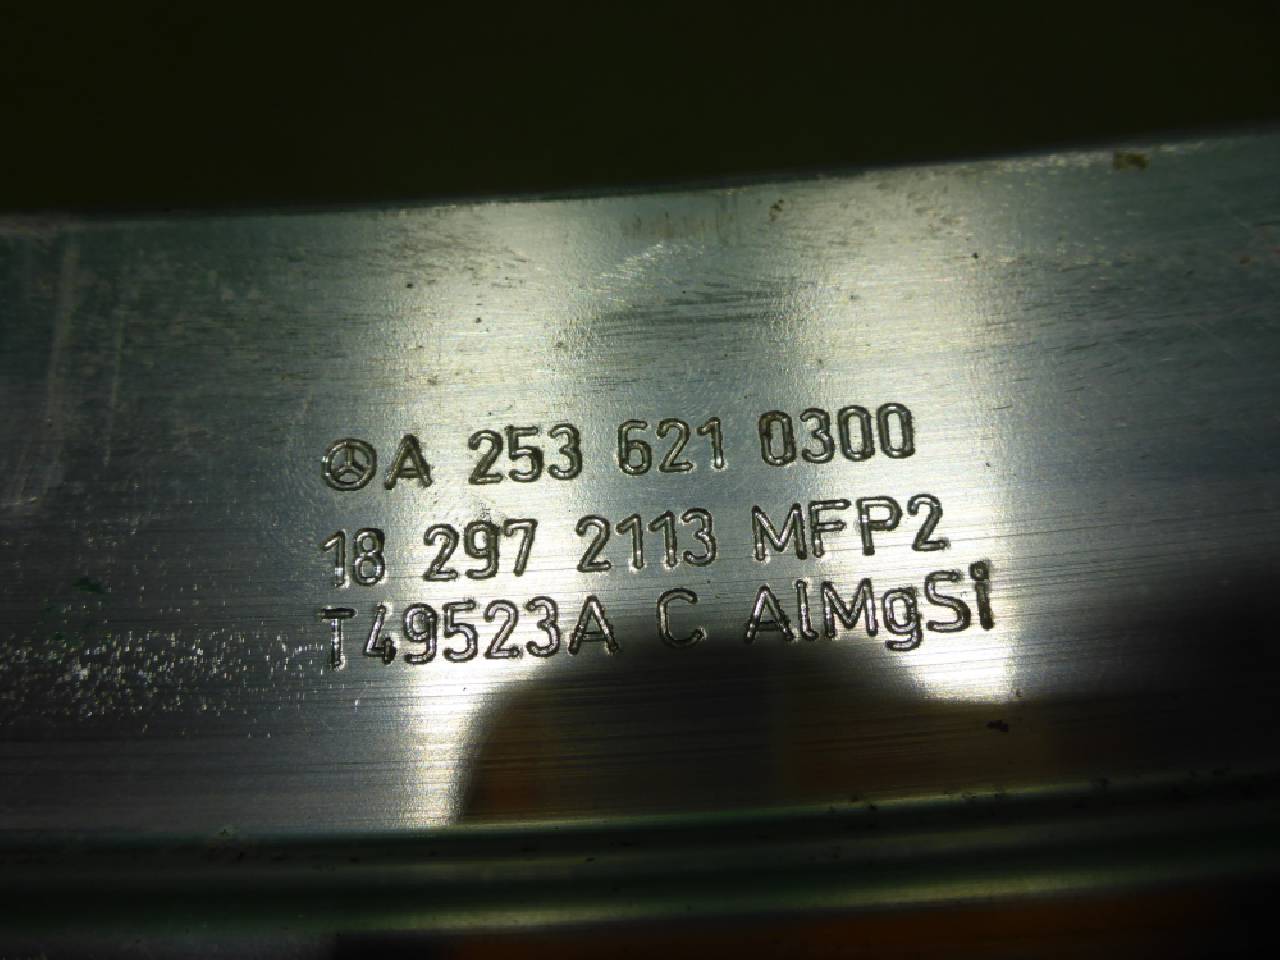 A 253 621 0300
18 297 2113 MFP2
T49523A C AlMgSi